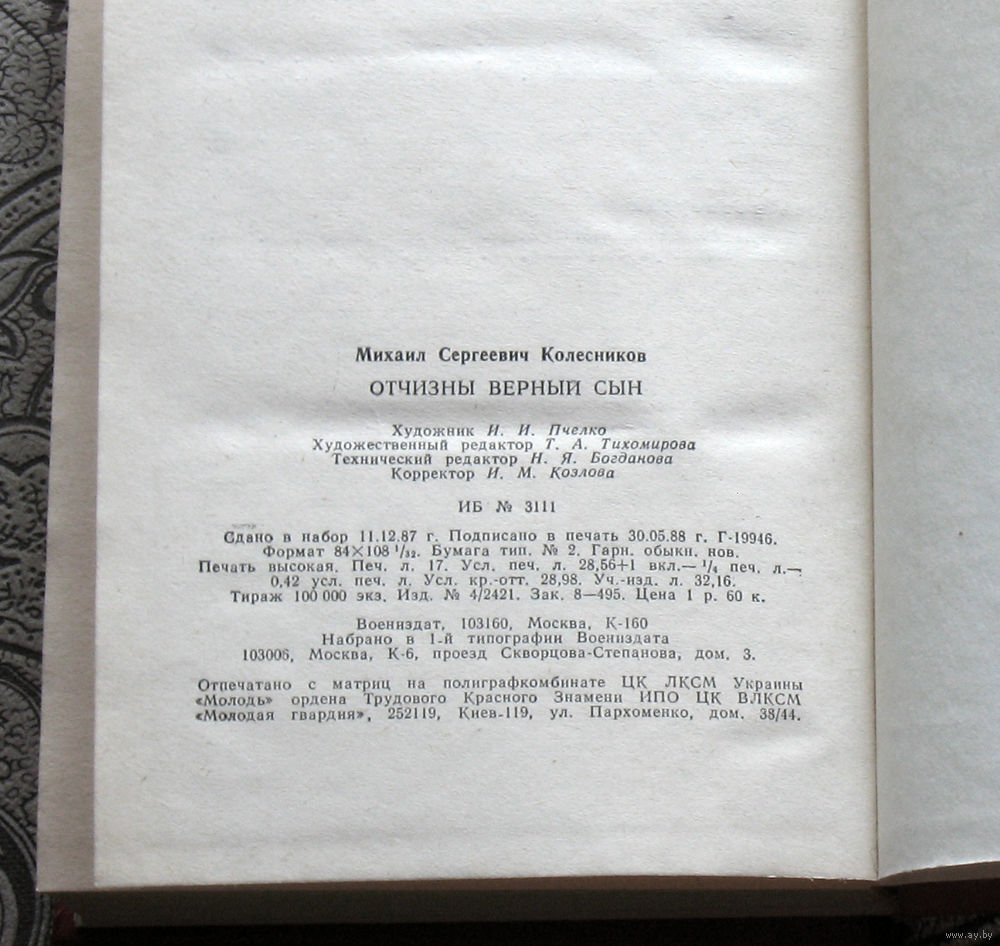 Михаил Сергеевич Колесников
ОТЧИЗНЫ ВЕРНЫЙ СЫН
Художник И. И. Пчелко
Художественный редактор Т. А. Тихомирова
Технический редактор Н. Я. Богданова
Корректор И. М. Козлова
ИБ № 3111
Сдано в набор 11.12.87 г. Подписано в печать 30.05.88 г. Г-19946.
Формат 84×108 1/32. Бумага тип. № 2. Гарн. обыкн. нов.
Печать высокая. Печ. л. 17. Усл. печ. л. 28,56+1 вкл.— 1/4 печ. л.—
0,42 усл. печ. л. Усл. кр.-отт. 28,98. Уч.-изд. л. 32,16.
Тираж 100 000 экз. Изд. № 4/2421. Зак. 8—495. Цена 1 р. 60 к.
Воениздат, 103160, Москва, К-160
Набрано в 1-й типографии Воениздата
103006, Москва, К-6, проезд Скворцова-Степанова, дом. 3.
Отпечатано с матриц на полиграфкомбинате ЦК ЛКСМ Украины
«Молодь» ордена Трудового Красного Знамени ИПО ЦК ВЛКСМ
«Молодая гвардия», 252119, Киев-119, ул. Пархоменко, дом. 38/44.
www.ay.by